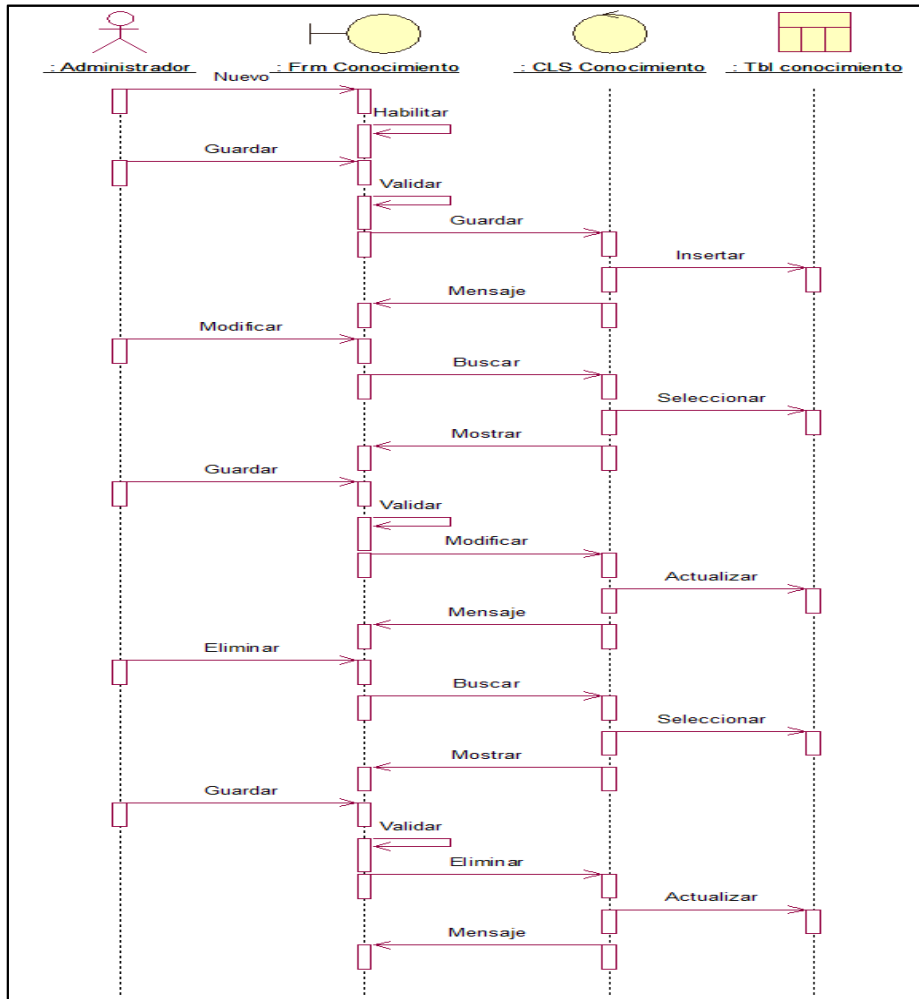 : Administrador
: Frm Conocimiento
: CLS Conocimiento
: Tbl conocimiento
Nuevo
Habilitar
Guardar
Validar
Guardar
Insertar
Mensaje
Modificar
Buscar
Seleccionar
Mostrar
Guardar
Validar
Modificar
Actualizar
Mensaje
Eliminar
Buscar
Seleccionar
Mostrar
Guardar
Validar
Eliminar
Actualizar
Mensaje